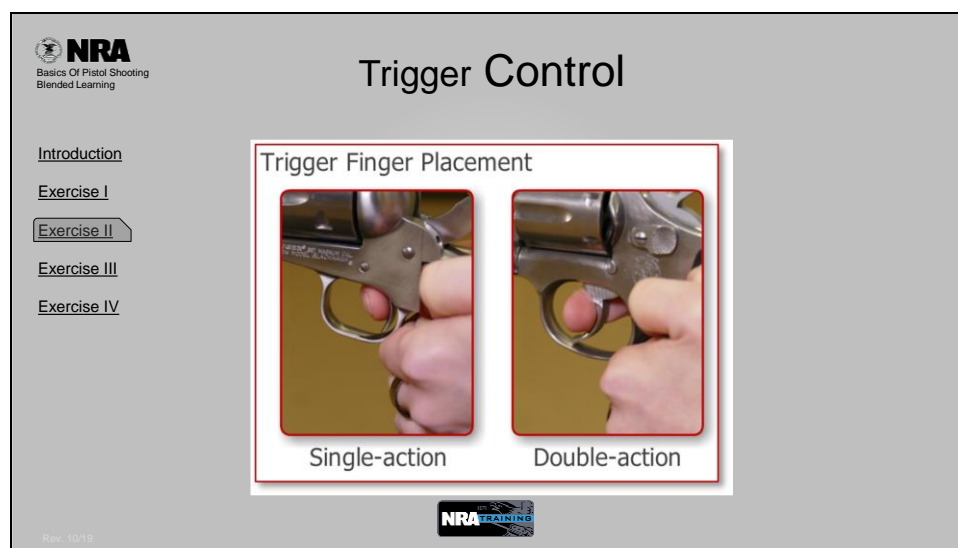 NRA
Basics Of Pistol Shooting
Blended Learning
Trigger Control
Introduction
Exercise I
Exercise II
Exercise III
Exercise IV
Trigger Finger Placement
Single-action
Double-action
NRA TRAINING
Rev. 10/19